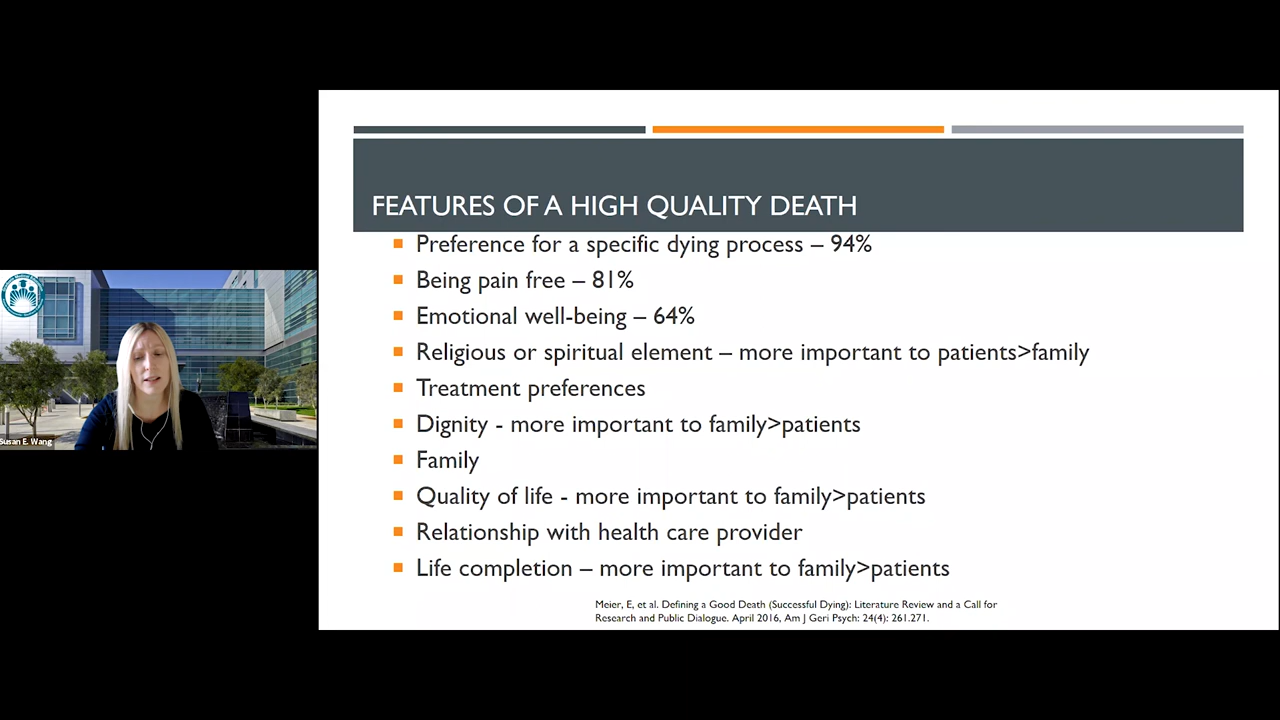 FEATURES OF A HIGH QUALITY DEATH
Preference for a specific dying process – 94%
Being pain free – 81%
Emotional well-being – 64%
Religious or spiritual element – more important to patients>family
Treatment preferences
Dignity - more important to family>patients
Family
Quality of life - more important to family>patients
Relationship with health care provider
Life completion – more important to family>patients
Meier, E, et al. Defining a Good Death (Successful Dying): Literature Review and a Call for
Research and Public Dialogue. April 2016, Am J Geri Psych: 24(4): 261.271.
Susan E. Wang